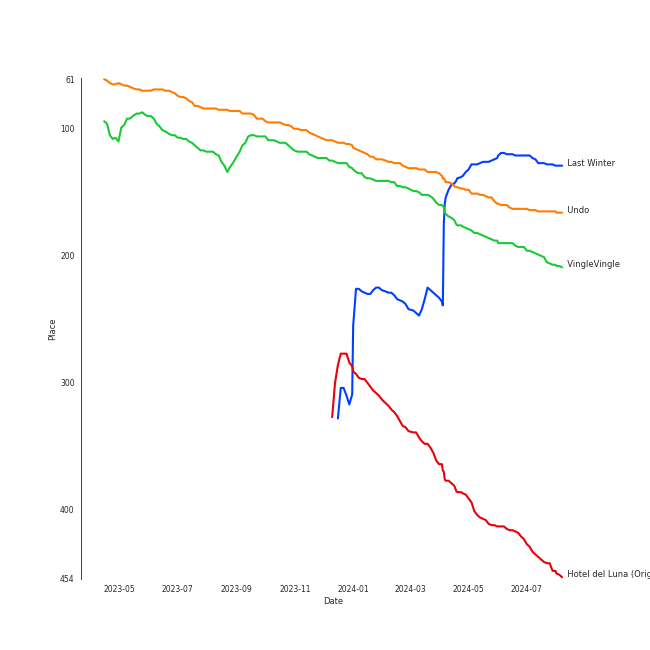 61
100
200
300
400
454
Place
2023-05
2023-07
2023-09
2023-11
2024-01
2024-03
2024-05
2024-07
Date
Last Winter
Undo
VingleVingle
Hotel del Luna (Orig